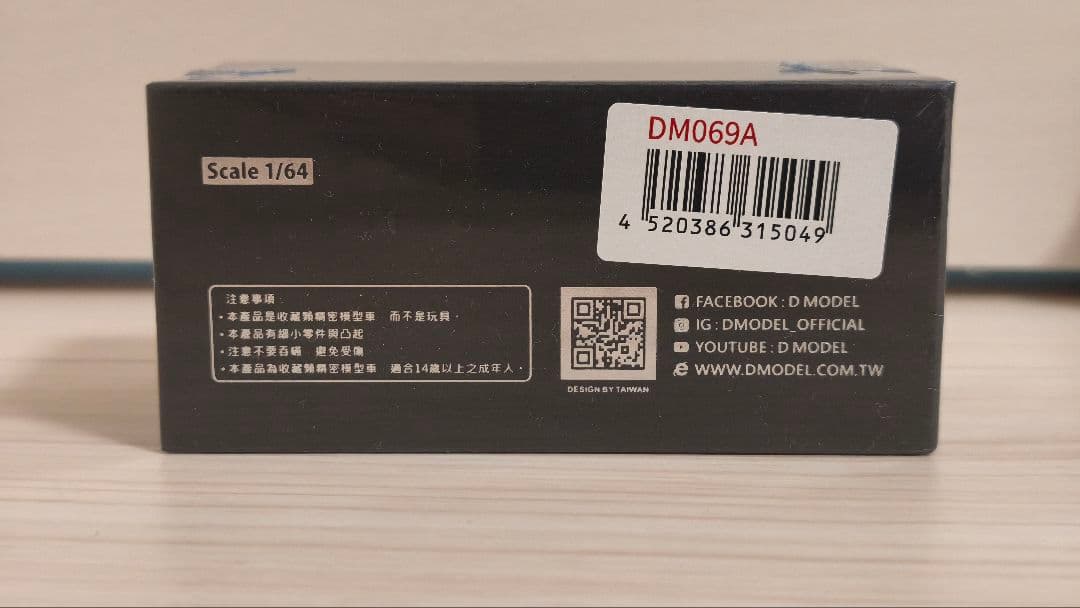 DM069A
4 520386 315049
Scale 1/64
注意事項
・本產品是收藏類精密模型車 而不是玩具。
・本產品有細小零件與凸起
・注意不要吞嚥 避免受傷
・本產品為收藏類精密模型車 適合14歲以上之成年人。
DESIGN BY TAIWAN
FACEBOOK : D MODEL
IG : DMODEL_OFFICIAL
YOUTUBE : D MODEL
WWW.DMODEL.COM.TW